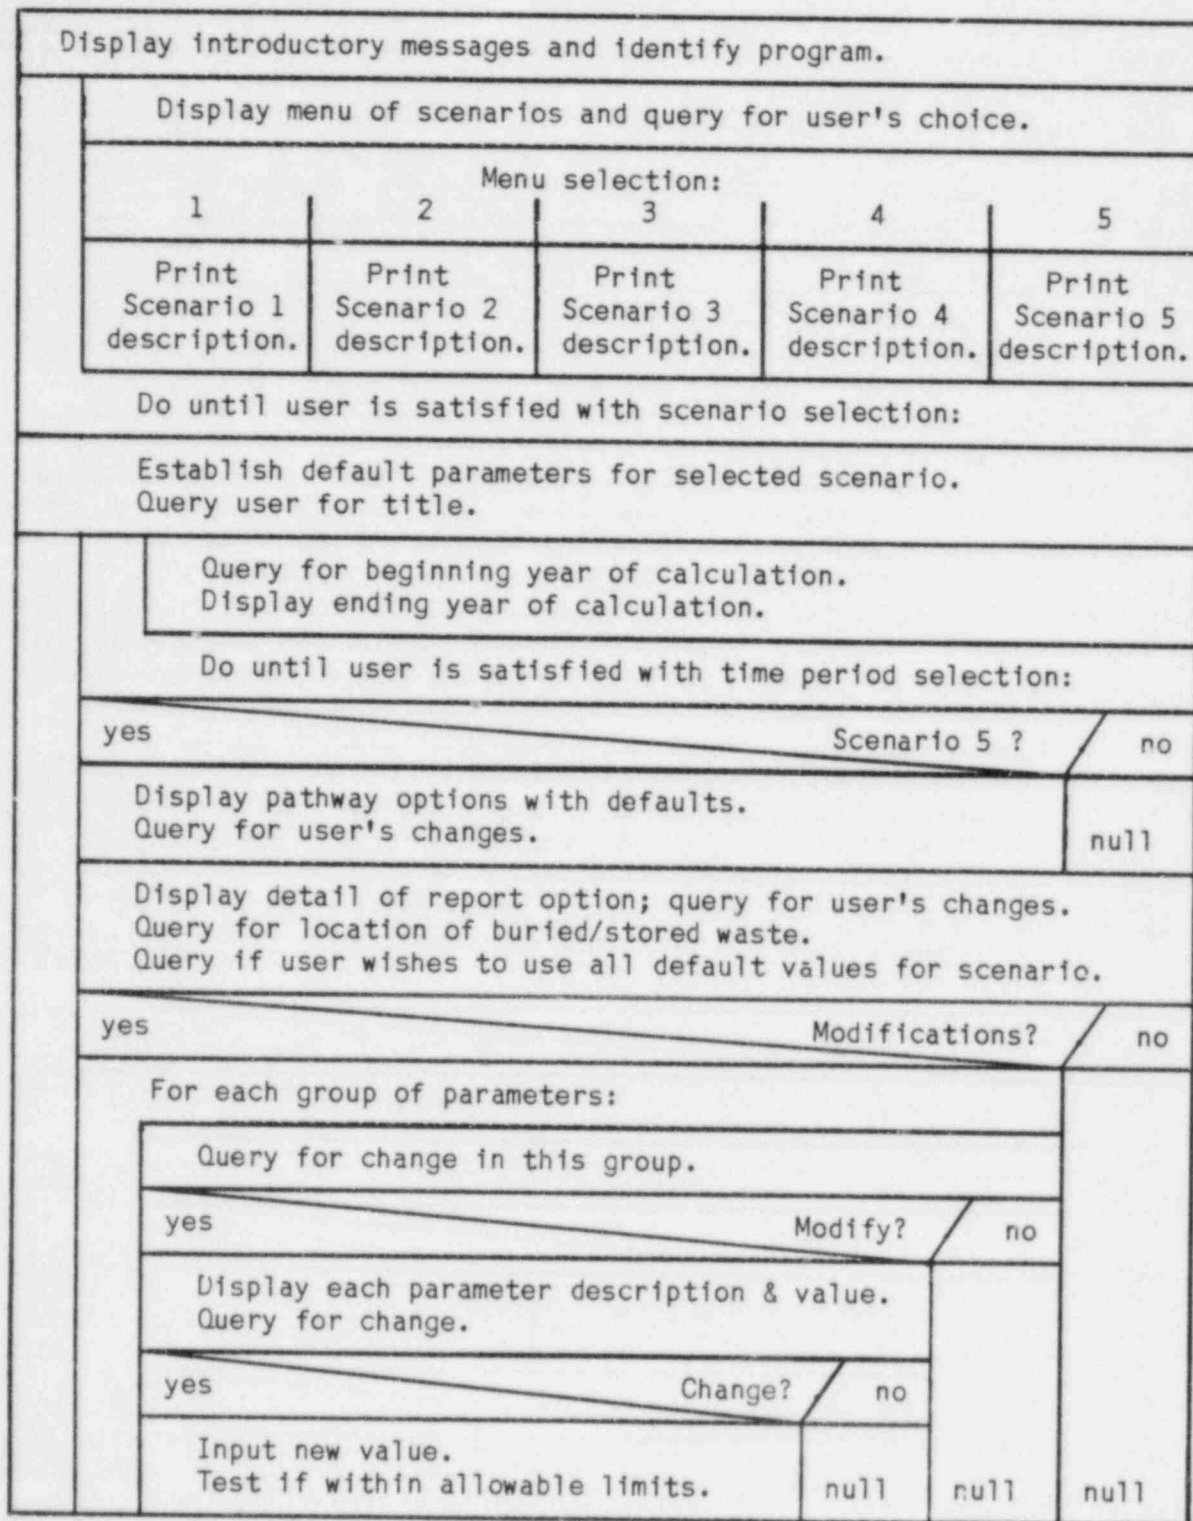 Display introductory messages and identify program.
Display menu of scenarios and query for user's choice.
Menu selection:
1 2 3 4 5
Print Print Print Print Print
Scenario 1 Scenario 2 Scenario 3 Scenario 4 Scenario 5
description. description. description. description. description.
Do until user is satisfied with scenario selection:
Establish default parameters for selected scenario.
Query user for title.
Query for beginning year of calculation.
Display ending year of calculation.
Do until user is satisfied with time period selection:
yes Scenario 5 ? no
Display pathway options with defaults.
Query for user's changes.
null
Display detail of report option; query for user's changes.
Query for location of buried/stored waste.
Query if user wishes to use all default values for scenario.
yes Modifications? no
For each group of parameters:
Query for change in this group.
yes Modify? no
Display each parameter description & value.
Query for change.
yes Change? no
Input new value.
Test if within allowable limits. null null null